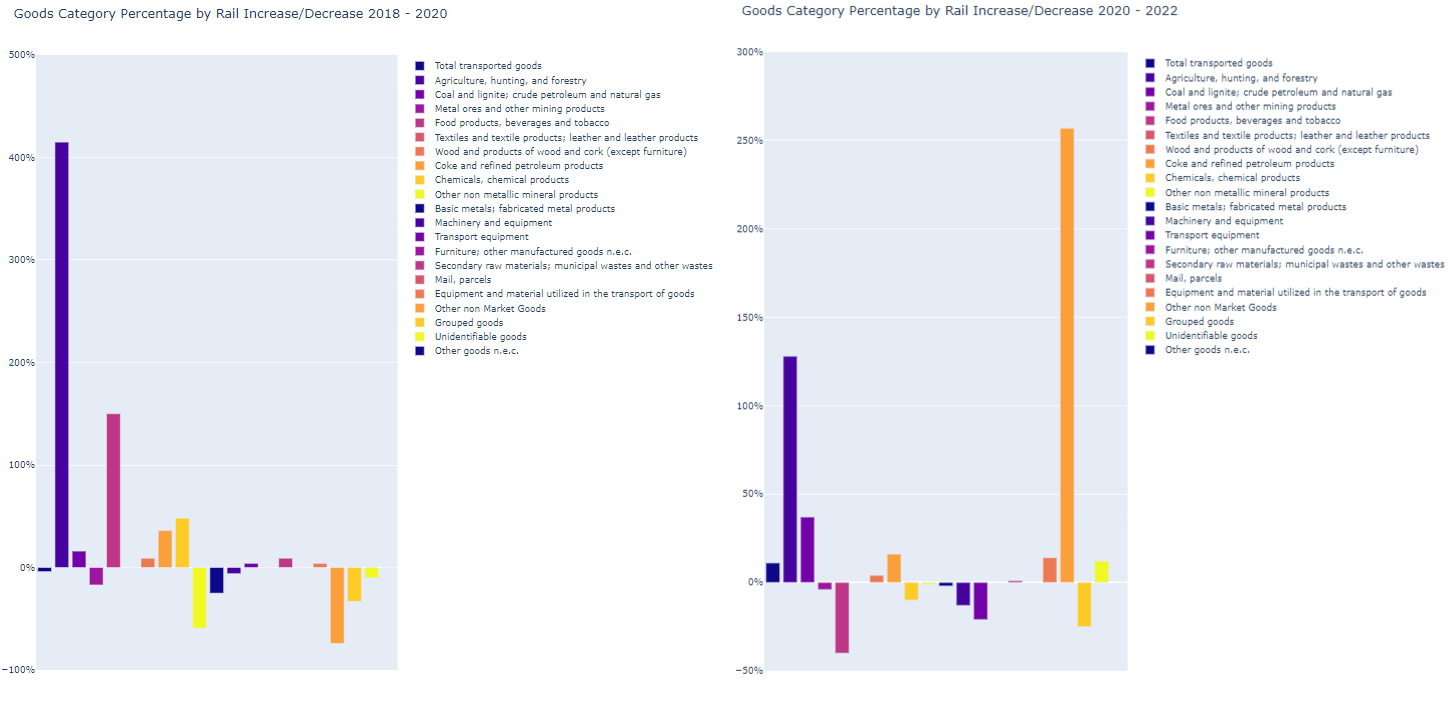 Goods Category Percentage by Rail Increase/Decrease 2018 - 2020
500%
400%
300%
200%
100%
0%
−100%
Total transported goods
Agriculture, hunting, and forestry
Coal and lignite; crude petroleum and natural gas
Metal ores and other mining products
Food products, beverages and tobacco
Textiles and textile products; leather and leather products
Wood and products of wood and cork (except furniture)
Coke and refined petroleum products
Chemicals, chemical products
Other non metallic mineral products
Basic metals; fabricated metal products
Machinery and equipment
Transport equipment
Furniture; other manufactured goods n.e.c.
Secondary raw materials; municipal wastes and other wastes
Mail, parcels
Equipment and material utilized in the transport of goods
Other non Market Goods
Grouped goods
Unidentifiable goods
Other goods n.e.c.
Goods Category Percentage by Rail Increase/Decrease 2020 - 2022
300%
250%
200%
150%
100%
50%
0%
−50%
Total transported goods
Agriculture, hunting, and forestry
Coal and lignite; crude petroleum and natural gas
Metal ores and other mining products
Food products, beverages and tobacco
Textiles and textile products; leather and leather products
Wood and products of wood and cork (except furniture)
Coke and refined petroleum products
Chemicals, chemical products
Other non metallic mineral products
Basic metals; fabricated metal products
Machinery and equipment
Transport equipment
Furniture; other manufactured goods n.e.c.
Secondary raw materials; municipal wastes and other wastes
Mail, parcels
Equipment and material utilized in the transport of goods
Other non Market Goods
Grouped goods
Unidentifiable goods
Other goods n.e.c.